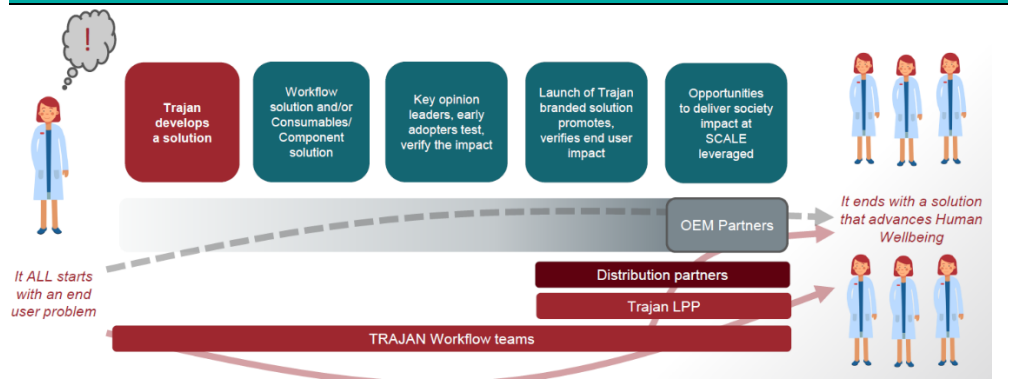 !
Trajan
develops
a solution
Workflow
solution and/or
Consumables/
Component
solution
Key opinion
leaders, early
adopters test,
verify the impact
Launch of Trajan
branded solution
promotes,
verifies end user
impact
Opportunities
to deliver society
impact at
SCALE
leveraged
OEM Partners
It ends with a solution
that advances Human
Wellbeing
It ALL starts
with an end
user problem
Distribution partners
Trajan LPP
TRAJAN Workflow teams